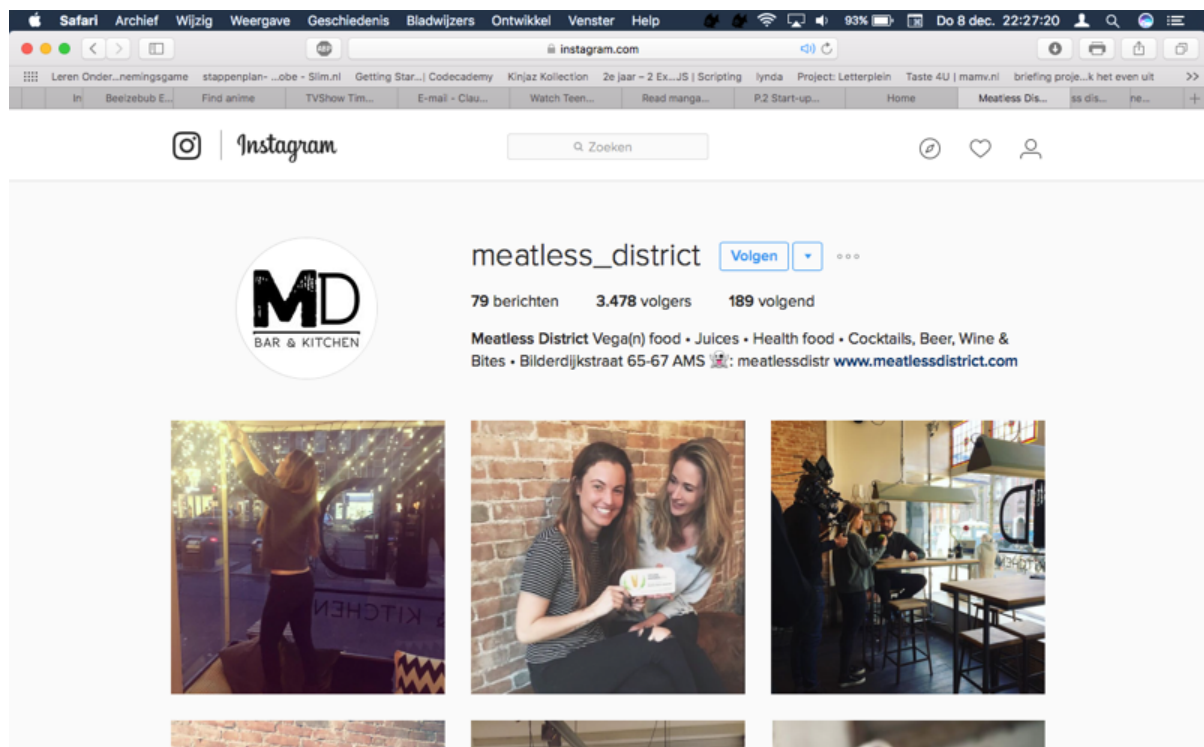 Safari Archief Wijzig Weergave Geschiedenis Bladwijzers Ontwikkel Venster Help 93% Do 8 dec. 22:27:20
ABP instagram.com
Leren Onder...nemingsgame stappenplan- ...obe - Slim.nl Getting Star...| Codecademy Kinjaz Kollection 2e jaar – 2 Ex...JS | Scripting lynda Project: Letterplein Taste 4U | mamv.nl briefing proje...k het even uit >>
In Beelzebub E... Find anime TVShow Tim... E-mail - Clau... Watch Teen... Read manga... P.2 Start-up... Home Meatless Dis... ss dis... ne... +
Instagram Zoeken
meatless_district Volgen
79 berichten 3.478 volgers 189 volgend
MD
BAR & KITCHEN
Meatless District Vega(n) food • Juices • Health food • Cocktails, Beer, Wine &
Bites • Bilderdijkstraat 65-67 AMS 👻: meatlessdistr www.meatlessdistrict.com
& KITCHEN